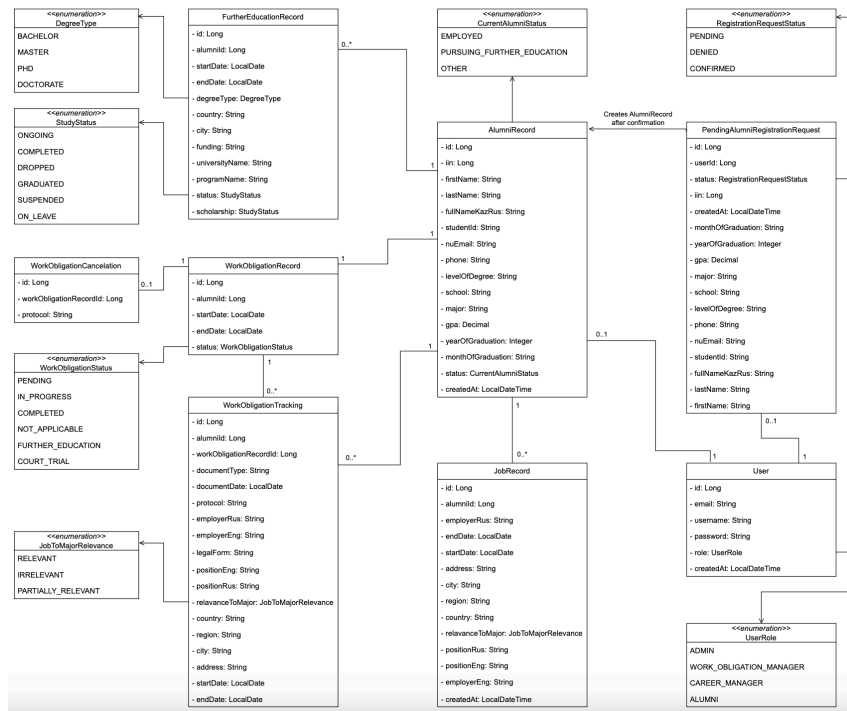 <<enumeration>>
DegreeType
BACHELOR
MASTER
PHD
DOCTORATE
<<enumeration>>
StudyStatus
ONGOING
COMPLETED
DROPPED
GRADUATED
SUSPENDED
ON_LEAVE
FurtherEducationRecord
- id: Long
- alumniId: Long
- startDate: LocalDate
- endDate: LocalDate
- degreeType: DegreeType
- country: String
- city: String
- funding: String
- universityName: String
- programName: String
- status: StudyStatus
- scholarship: StudyStatus
0..*
1
<<enumeration>>
CurrentAlumniStatus
EMPLOYED
PURSUING_FURTHER_EDUCATION
OTHER
<<enumeration>>
RegistrationRequestStatus
PENDING
DENIED
CONFIRMED
Creates AlumniRecord
after confirmation
AlumniRecord
- id: Long
- iin: Long
- firstName: String
- lastName: String
- fullNameKazRus: String
- studentId: String
- nuEmail: String
- phone: String
- levelOfDegree: String
- school: String
- major: String
- gpa: Decimal
- yearOfGraduation: Integer
- monthOfGraduation: String
- status: CurrentAlumniStatus
- createdAt: LocalDateTime
PendingAlumniRegistrationRequest
- id: Long
- userId: Long
- status: RegistrationRequestStatus
- iin: Long
- createdAt: LocalDateTime
- monthOfGraduation: String
- yearOfGraduation: Integer
- gpa: Decimal
- major: String
- school: String
- levelOfDegree: String
- phone: String
- nuEmail: String
- studentId: String
- fullNameKazRus: String
- lastName: String
- firstName: String
WorkObligationCancelation
- id: Long
- workObligationRecordId: Long
- protocol: String
0..1
1
WorkObligationRecord
- id: Long
- alumniId: Long
- startDate: LocalDate
- endDate: LocalDate
- status: WorkObligationStatus
1
1
1
0..*
<<enumeration>>
WorkObligationStatus
PENDING
IN_PROGRESS
COMPLETED
NOT_APPLICABLE
FURTHER_EDUCATION
COURT_TRIAL
WorkObligationTracking
- id: Long
- alumniId: Long
- workObligationRecordId: Long
- documentType: String
- documentDate: LocalDate
- protocol: String
- employerRus: String
- employerEng: String
- legalForm: String
- positionEng: String
- positionRus: String
- relavanceToMajor: JobToMajorRelevance
- country: String
- region: String
- city: String
- address: String
- startDate: LocalDate
- endDate: LocalDate
1
0..*
<<enumeration>>
JobToMajorRelevance
RELEVANT
IRRELEVANT
PARTIALLY_RELEVANT
1
0..*
JobRecord
- id: Long
- alumniId: Long
- employerRus: String
- endDate: LocalDate
- startDate: LocalDate
- address: String
- city: String
- region: String
- country: String
- relavanceToMajor: JobToMajorRelevance
- positionRus: String
- positionEng: String
- employerEng: String
- createdAt: LocalDateTime
0..1
1
0..1
1
User
- id: Long
- email: String
- username: String
- password: String
- role: UserRole
- createdAt: LocalDateTime
<<enumeration>>
UserRole
ADMIN
WORK_OBLIGATION_MANAGER
CAREER_MANAGER
ALUMNI